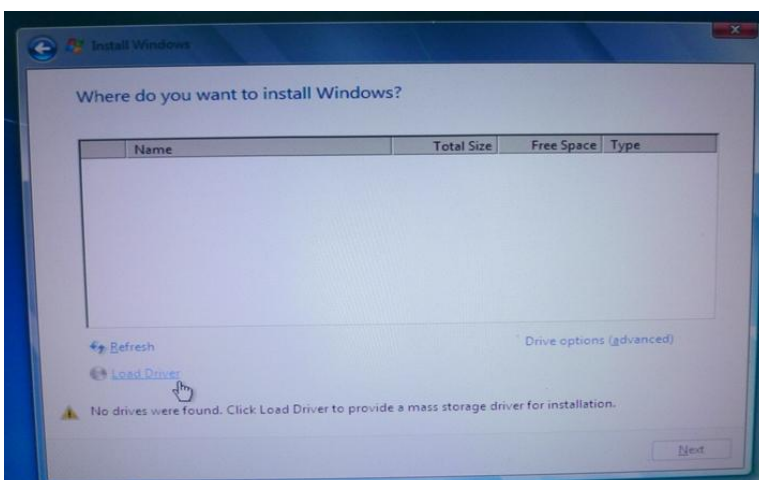 Install Windows
Where do you want to install Windows?
Name Total Size Free Space Type
Refresh Drive options (advanced)
Load Driver
No drives were found. Click Load Driver to provide a mass storage driver for installation.
Next